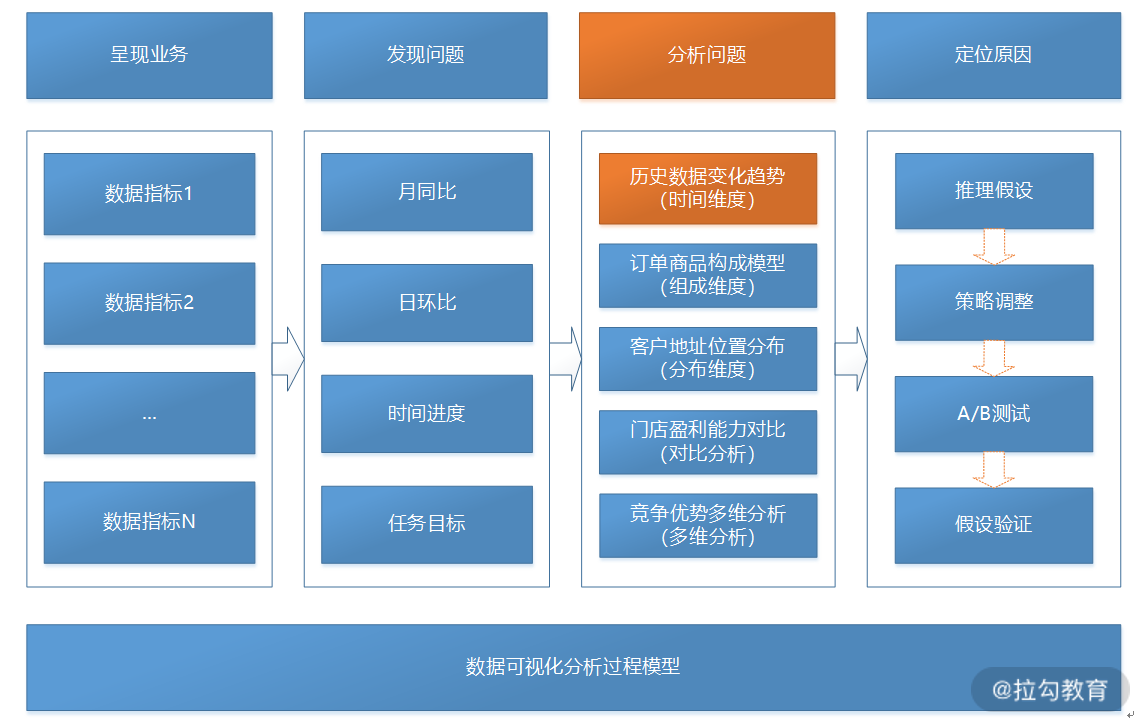 呈现业务
发现问题
分析问题
定位原因
数据指标1
数据指标2
...
数据指标N
月同比
日环比
时间进度
任务目标
历史数据变化趋势
（时间维度）
订单商品构成模型
（组成维度）
客户地址位置分布
（分布维度）
门店盈利能力对比
（对比分析）
竞争优势多维分析
（多维分析）
推理假设
策略调整
A/B测试
假设验证
数据可视化分析过程模型
@拉勾教育